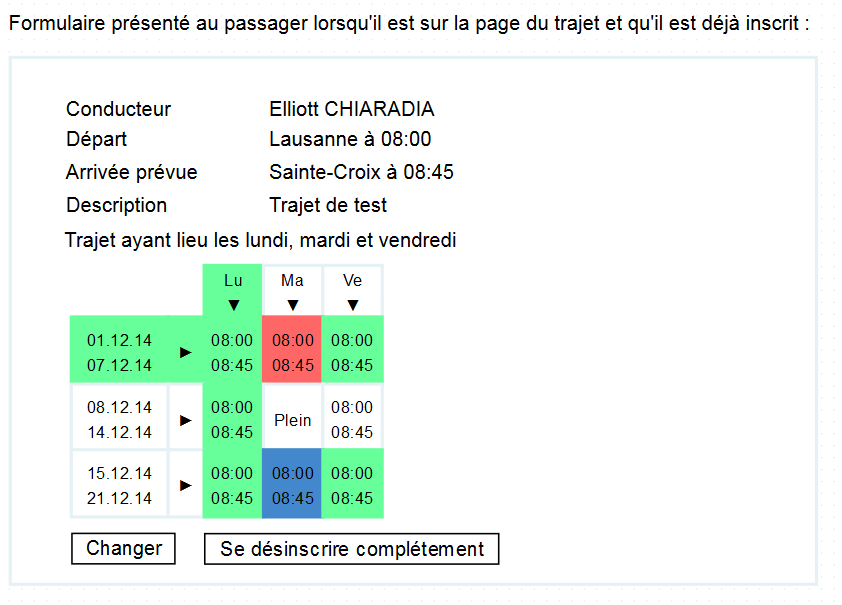 Formulaire présenté au passager lorsqu'il est sur la page du trajet et qu'il est déjà inscrit :
Conducteur Elliott CHIARADIA
Départ Lausanne à 08:00
Arrivée prévue Sainte-Croix à 08:45
Description Trajet de test
Trajet ayant lieu les lundi, mardi et vendredi
Lu Ma Ve
▼ ▼ ▼
01.12.14 ► 08:00 08:00 08:00
07.12.14 08:45 08:45 08:45
08.12.14 ► 08:00 Plein 08:00
14.12.14 08:45 08:45
15.12.14 ► 08:00 08:00 08:00
21.12.14 08:45 08:45 08:45
Changer Se désinscrire complétement